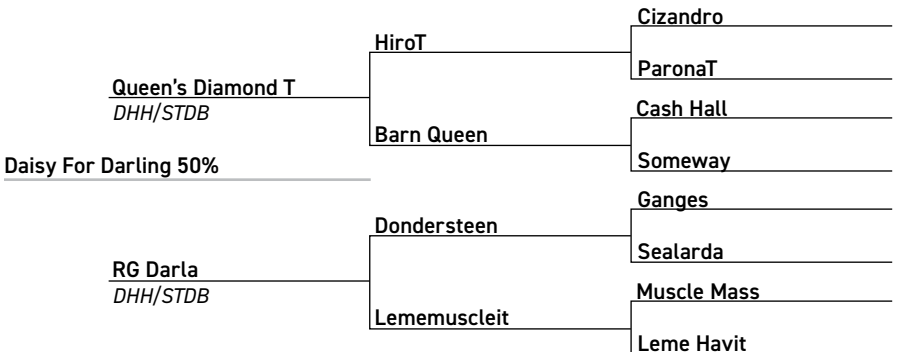 Cizandro
HiroT
ParonaT
Queen's Diamond T
DHH/STDB
Cash Hall
Barn Queen
Someway
Daisy For Darling 50%
Ganges
Dondersteen
Sealarda
RG Darla
DHH/STDB
Muscle Mass
Lememuscleit
Leme Havit